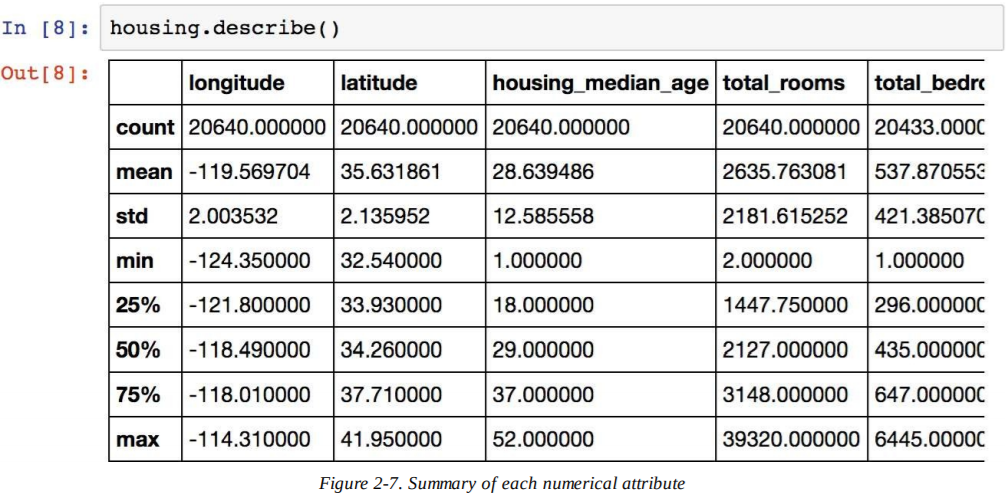 In [8]: housing.describe()
Out[8]:
longitude latitude housing_median_age total_rooms total_bedro
count 20640.000000 20640.000000 20640.000000 20640.000000 20433.0000
mean -119.569704 35.631861 28.639486 2635.763081 537.870553
std 2.003532 2.135952 12.585558 2181.615252 421.385070
min -124.350000 32.540000 1.000000 2.000000 1.000000
25% -121.800000 33.930000 18.000000 1447.750000 296.000000
50% -118.490000 34.260000 29.000000 2127.000000 435.000000
75% -118.010000 37.710000 37.000000 3148.000000 647.000000
max -114.310000 41.950000 52.000000 39320.000000 6445.00000
Figure 2-7. Summary of each numerical attribute